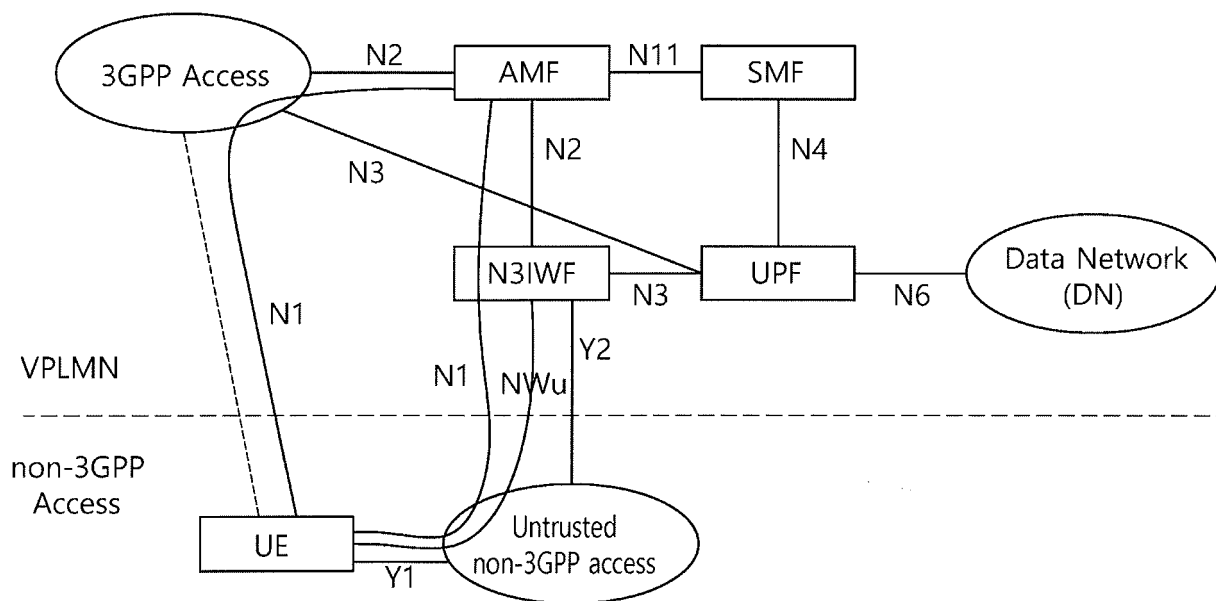 N2
AMF
N11
SMF
3GPP Access
N2
N4
N3
N3IWF
N3
UPF
N6
Data Network
(DN)
N1
Y2
VPLMN
N1
NWu
non-3GPP
Access
UE
Y1
Untrusted
non-3GPP access